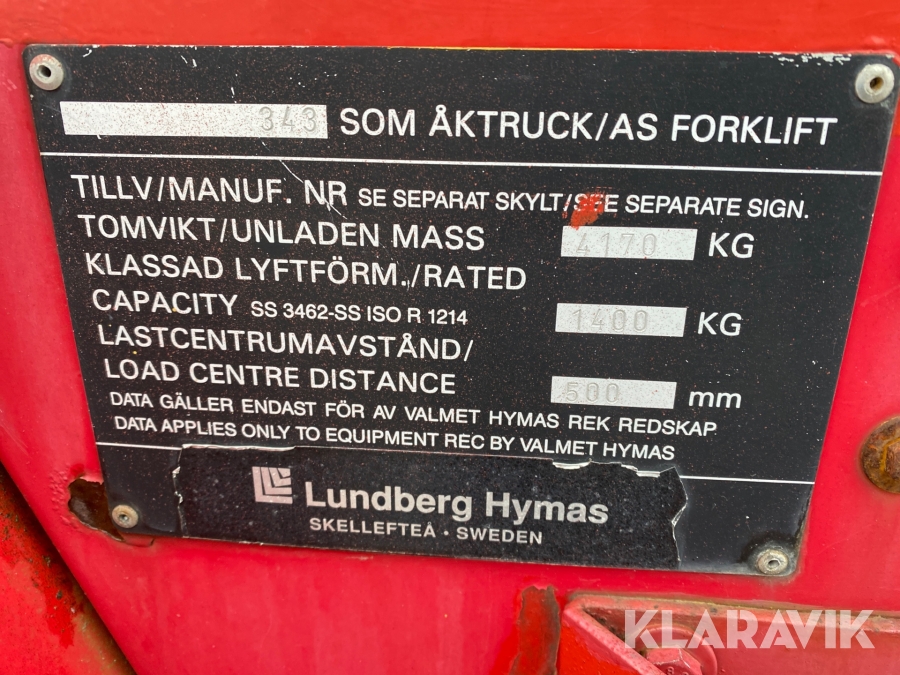 343 SOM ÅKTRUCK/AS FORKLIFT
TILLV/MANUF. NR SE SEPARAT SKYLT/SEE SEPARATE SIGN.
TOMVIKT/UNLADEN MASS 4170 KG
KLASSAD LYFTFÖRM./RATED
CAPACITY SS 3462-SS ISO R 1214 1400 KG
LASTCENTRUMAVSTÅND/
LOAD CENTRE DISTANCE 500 mm
DATA GÄLLER ENDAST FÖR AV VALMET HYMAS REK REDSKAP
DATA APPLIES ONLY TO EQUIPMENT REC BY VALMET HYMAS
Lundberg Hymas
SKELLEFTEÅ · SWEDEN
KLARAVIK